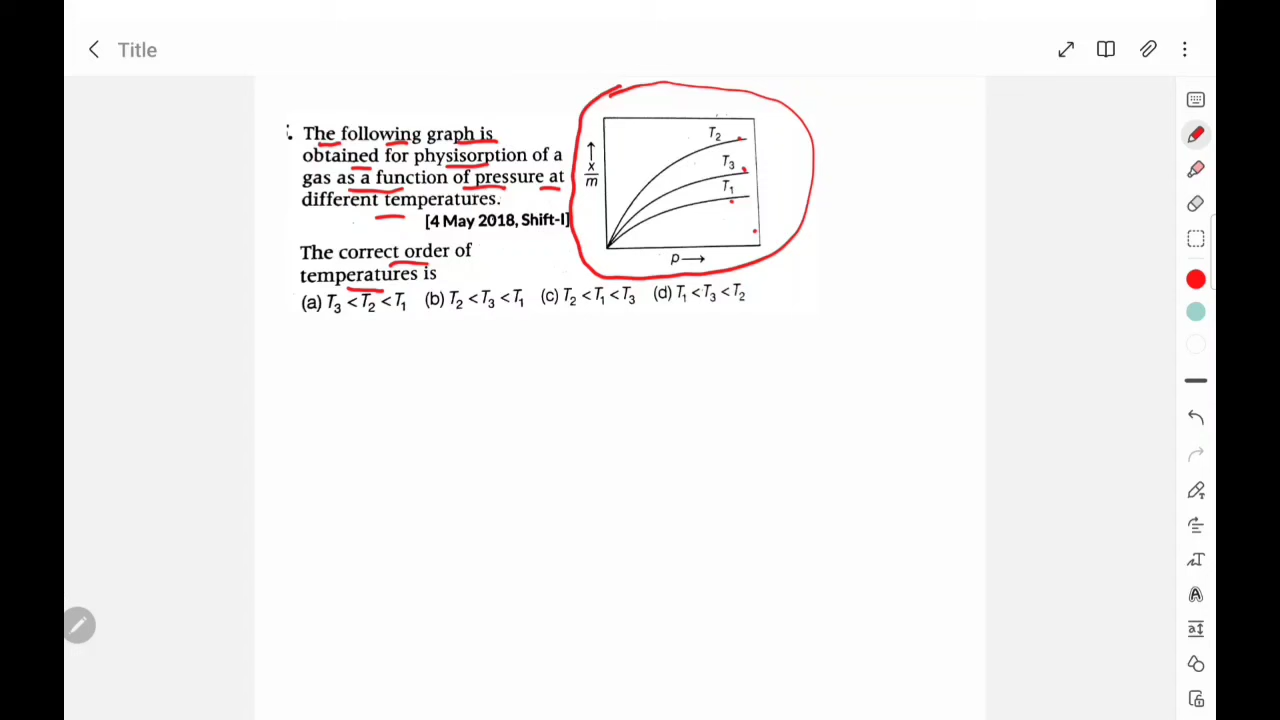 Title
The following graph is
obtained for physisorption of a
gas as a function of pressure at
different temperatures.
[4 May 2018, Shift-I]
The correct order of
temperatures is
(a) T₃ < T₂ < T₁ (b) T₂ < T₃ < T₁ (c) T₂ < T₁ < T₃ (d) T₁ < T₃ < T₂
↑
x
m
T₂
T₃
T₁
p→